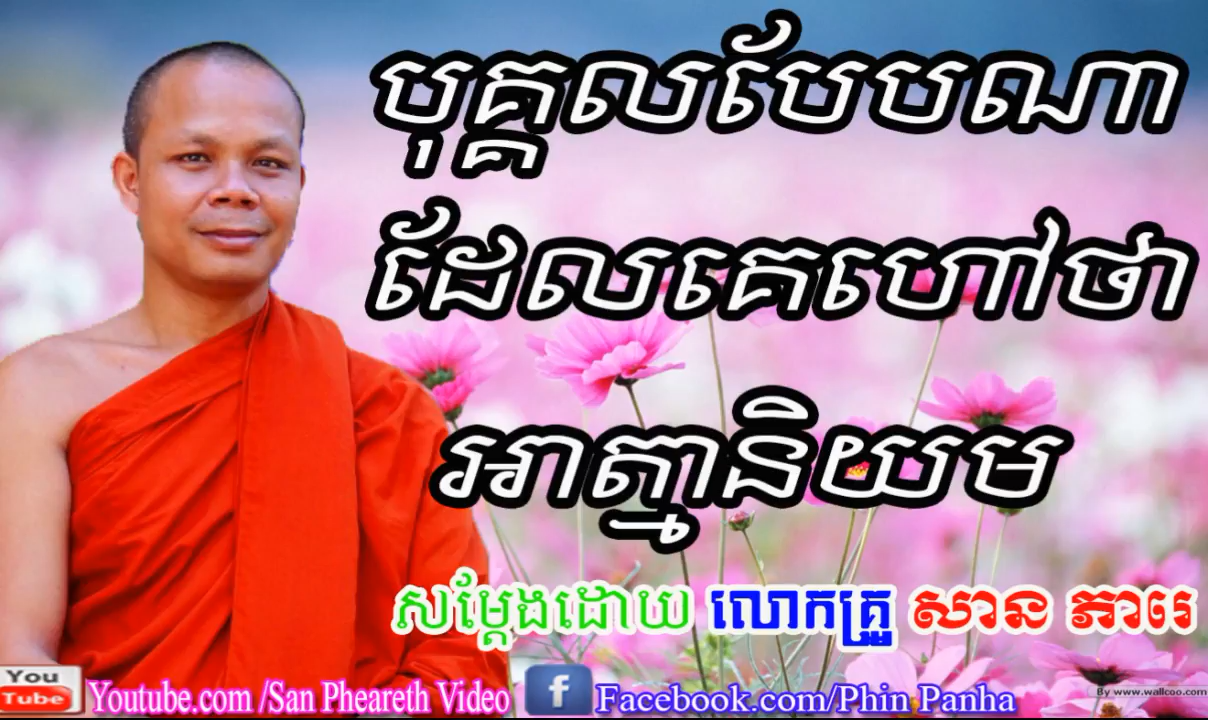 បុគ្គលបែបណា
ដែលគេហៅថា
អាត្មានិយម
សម្តែងដោយ លោកគ្រូ សាន ភារេ
You
Tube
Youtube.com /San Pheareth Video
f
Facebook.com/Phin Panha
By www.wallcoo.com